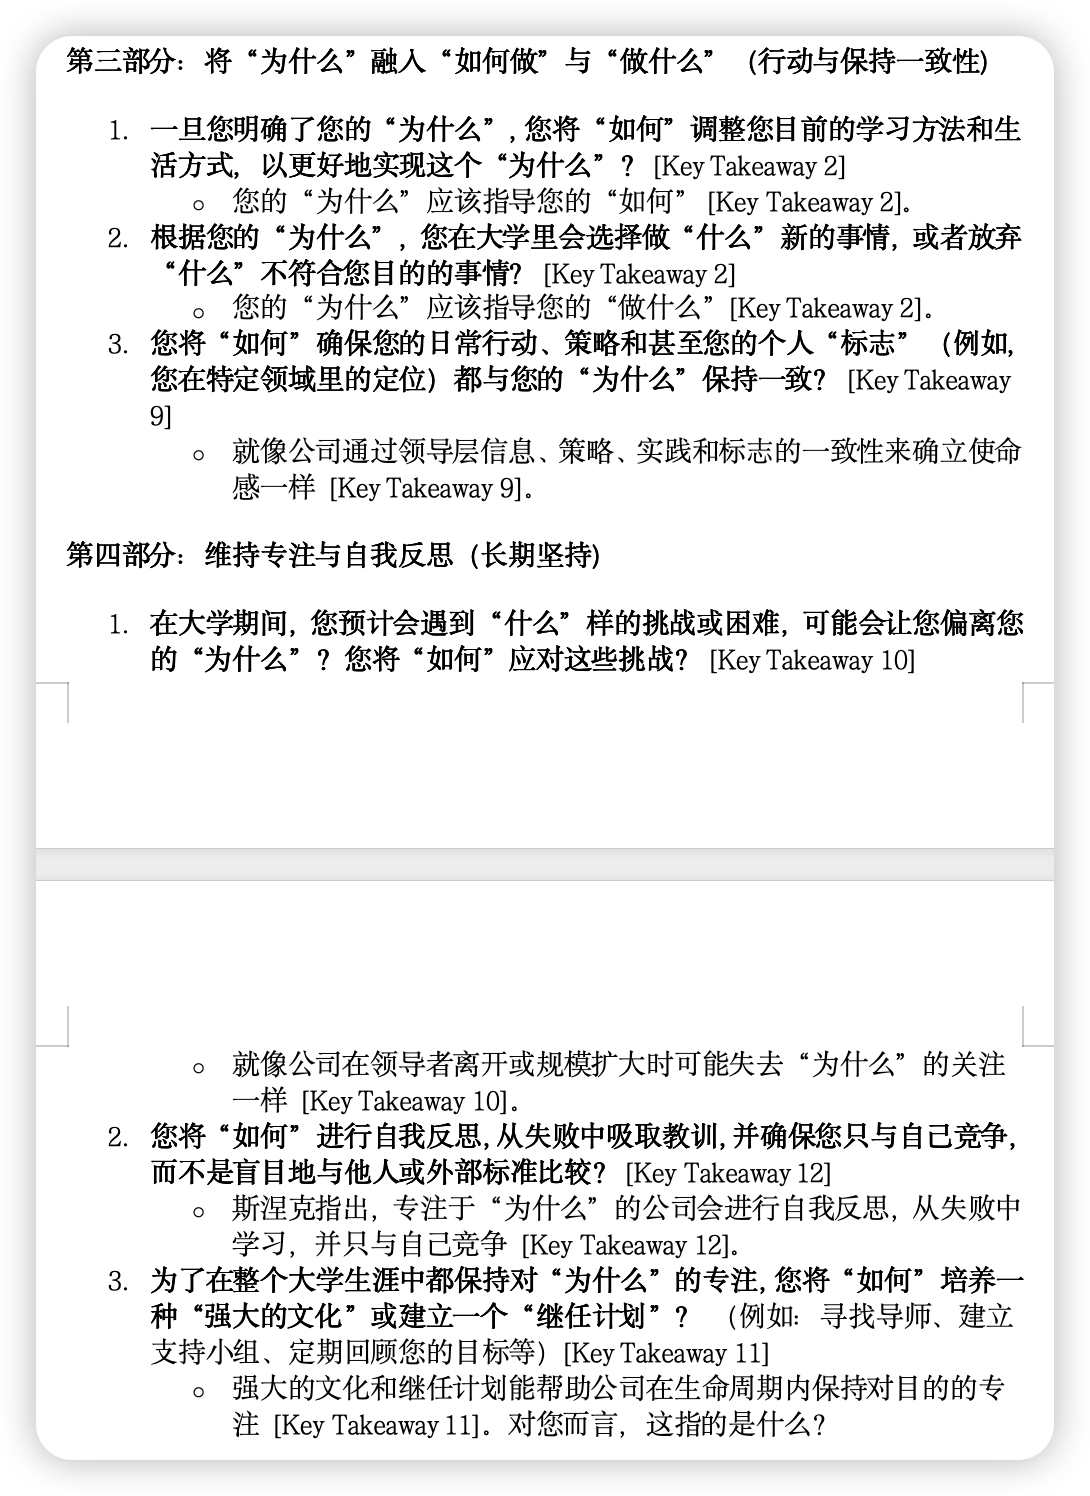 第三部分：将“为什么”融入“如何做”与“做什么”（行动与保持一致性）
1. 一旦您明确了您的“为什么”，您将“如何”调整您目前的学习方法和生
活方式，以更好地实现这个“为什么”？ [Key Takeaway 2]
○ 您的“为什么”应该指导您的“如何” [Key Takeaway 2]。
2. 根据您的“为什么”，您在大学里会选择做“什么”新的事情，或者放弃
“什么”不符合您目的的事情？ [Key Takeaway 2]
○ 您的“为什么”应该指导您的“做什么” [Key Takeaway 2]。
3. 您将“如何”确保您的日常行动、策略和甚至您的个人“标志”（例如，
您在特定领域里的定位）都与您的“为什么”保持一致？ [Key Takeaway
9]
○ 就像公司通过领导层信息、策略、实践和标志的一致性来确立使命
感一样 [Key Takeaway 9]。
第四部分：维持专注与自我反思（长期坚持）
1. 在大学期间，您预计会遇到“什么”样的挑战或困难，可能会让您偏离您
的“为什么”？您将“如何”应对这些挑战？ [Key Takeaway 10]
○ 就像公司在领导者离开或规模扩大时可能失去“为什么”的关注
一样 [Key Takeaway 10]。
2. 您将“如何”进行自我反思，从失败中吸取教训，并确保您只与自己竞争，
而不是盲目地与他人或外部标准比较？ [Key Takeaway 12]
○ 斯涅克指出，专注于“为什么”的公司会进行自我反思，从失败中
学习，并只与自己竞争 [Key Takeaway 12]。
3. 为了在整个大学生涯中都保持对“为什么”的专注，您将“如何”培养一
种“强大的文化”或建立一个“继任计划”？（例如：寻找导师、建立
支持小组、定期回顾您的目标等）[Key Takeaway 11]
○ 强大的文化和继任计划能帮助公司在生命周期内保持对目的的专
注 [Key Takeaway 11]。对您而言，这指的是什么？